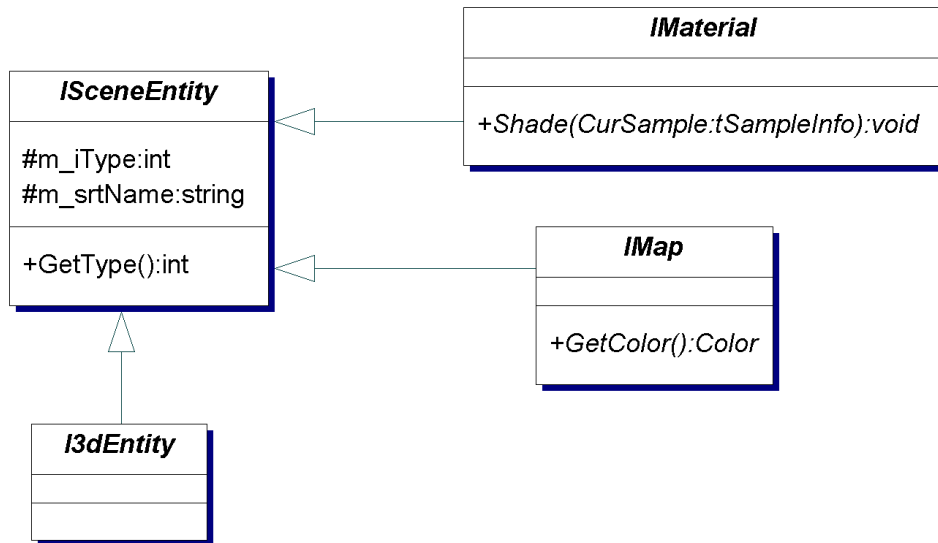 IMaterial
+Shade(CurSample:tSampleInfo):void
ISceneEntity
#m_iType:int
#m_srtName:string
+GetType():int
IMap
+GetColor():Color
I3dEntity